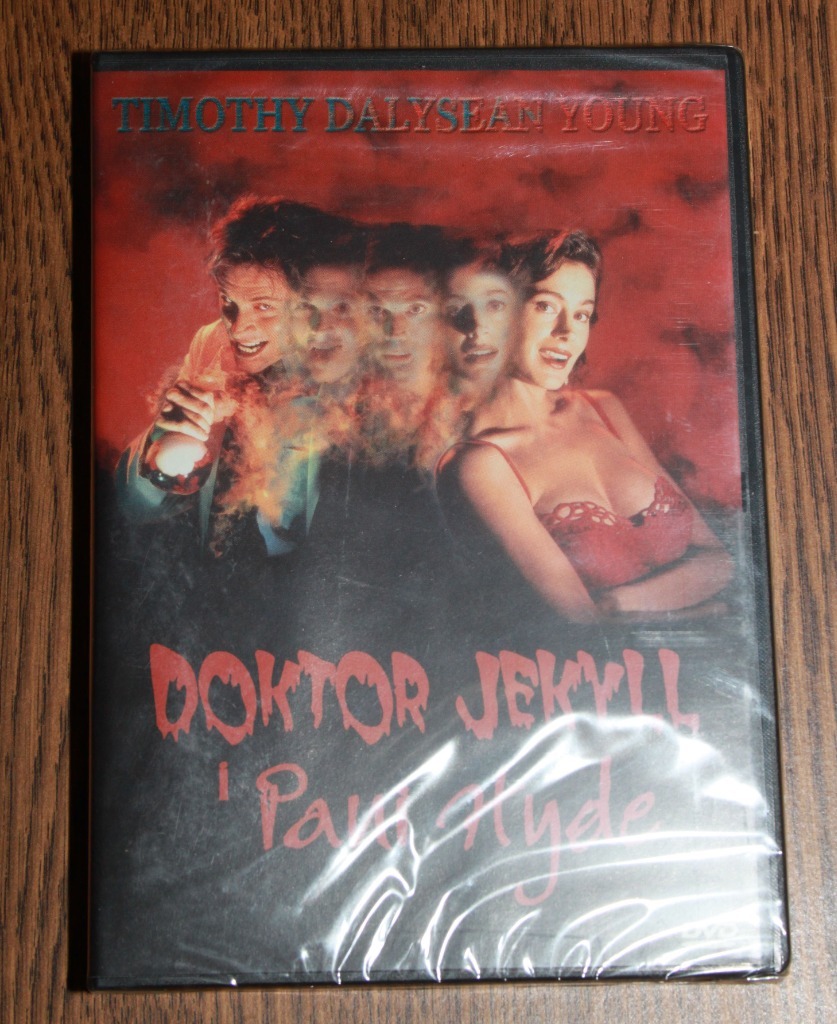 TIMOTHY DALYSEAN YOUNG
DOKTOR JEKYLL
i Pani Hyde